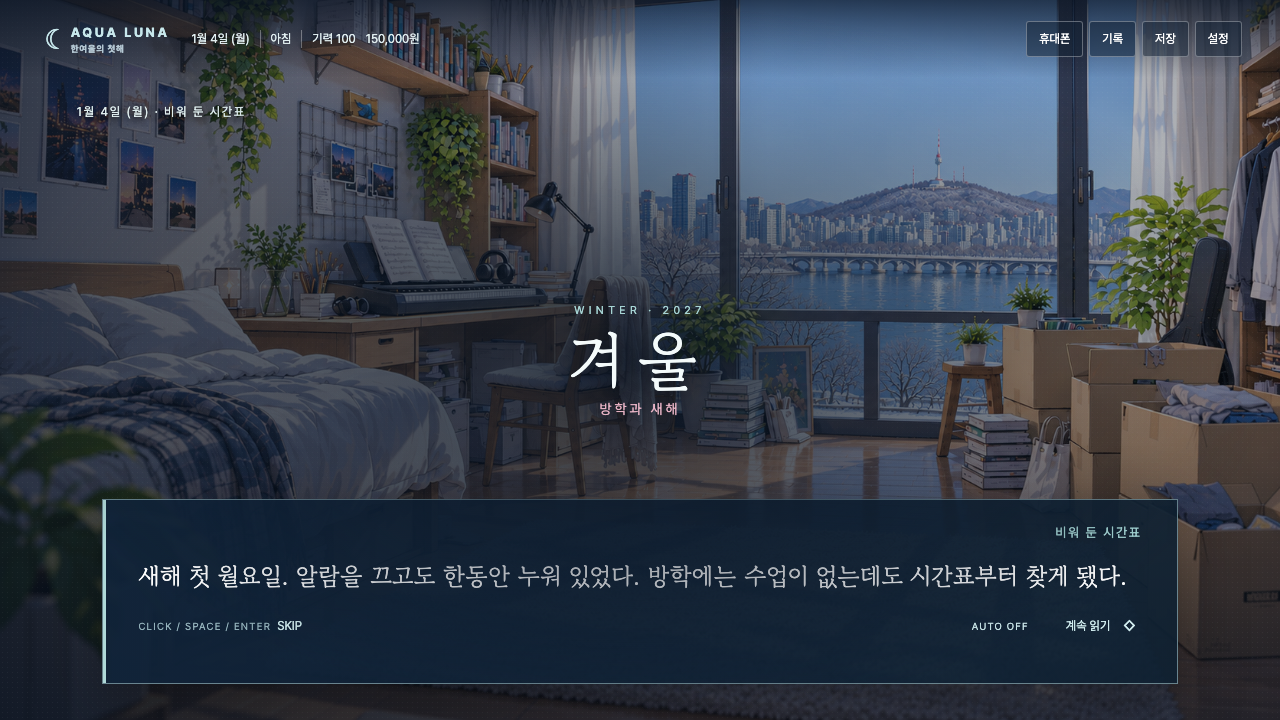 AQUA LUNA
한여울의 첫해
1월 4일 (월) 아침 기력 100 150,000원
휴대폰 기록 저장 설정
1월 4일 (월) · 비워 둔 시간표
WINTER · 2027
겨울
방학과 새해
비워 둔 시간표
새해 첫 월요일. 알람을 끄고도 한동안 누워 있었다. 방학에는 수업이 없는데도 시간표부터 찾게 됐다.
CLICK / SPACE / ENTER SKIP AUTO OFF 계속 읽기